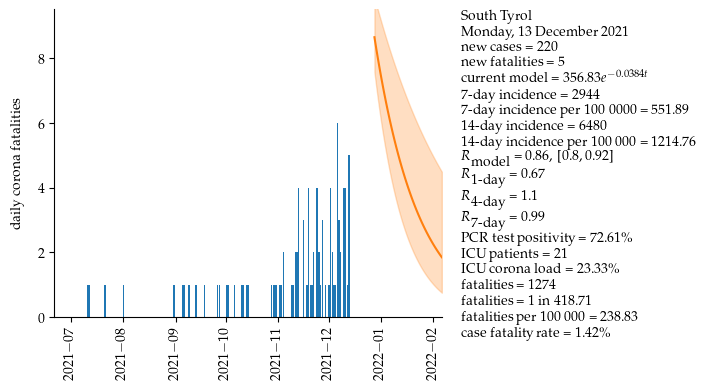 daily corona fatalities
8
6
4
2
0
2021−07
2021−08
2021−09
2021−10
2021−11
2021−12
2022−01
2022−02
South Tyrol
Monday, 13 December 2021
new cases = 220
new fatalities = 5
current model = 356.83e^{−0.0384t}
7-day incidence = 2944
7-day incidence per 100 0000 = 551.89
14-day incidence = 6480
14-day incidence per 100 000 = 1214.76
R_model = 0.86, [0.8, 0.92]
R_1-day = 0.67
R_4-day = 1.1
R_7-day = 0.99
PCR test positivity = 72.61%
ICU patients = 21
ICU corona load = 23.33%
fatalities = 1274
fatalities = 1 in 418.71
fatalities per 100 000 = 238.83
case fatality rate = 1.42%